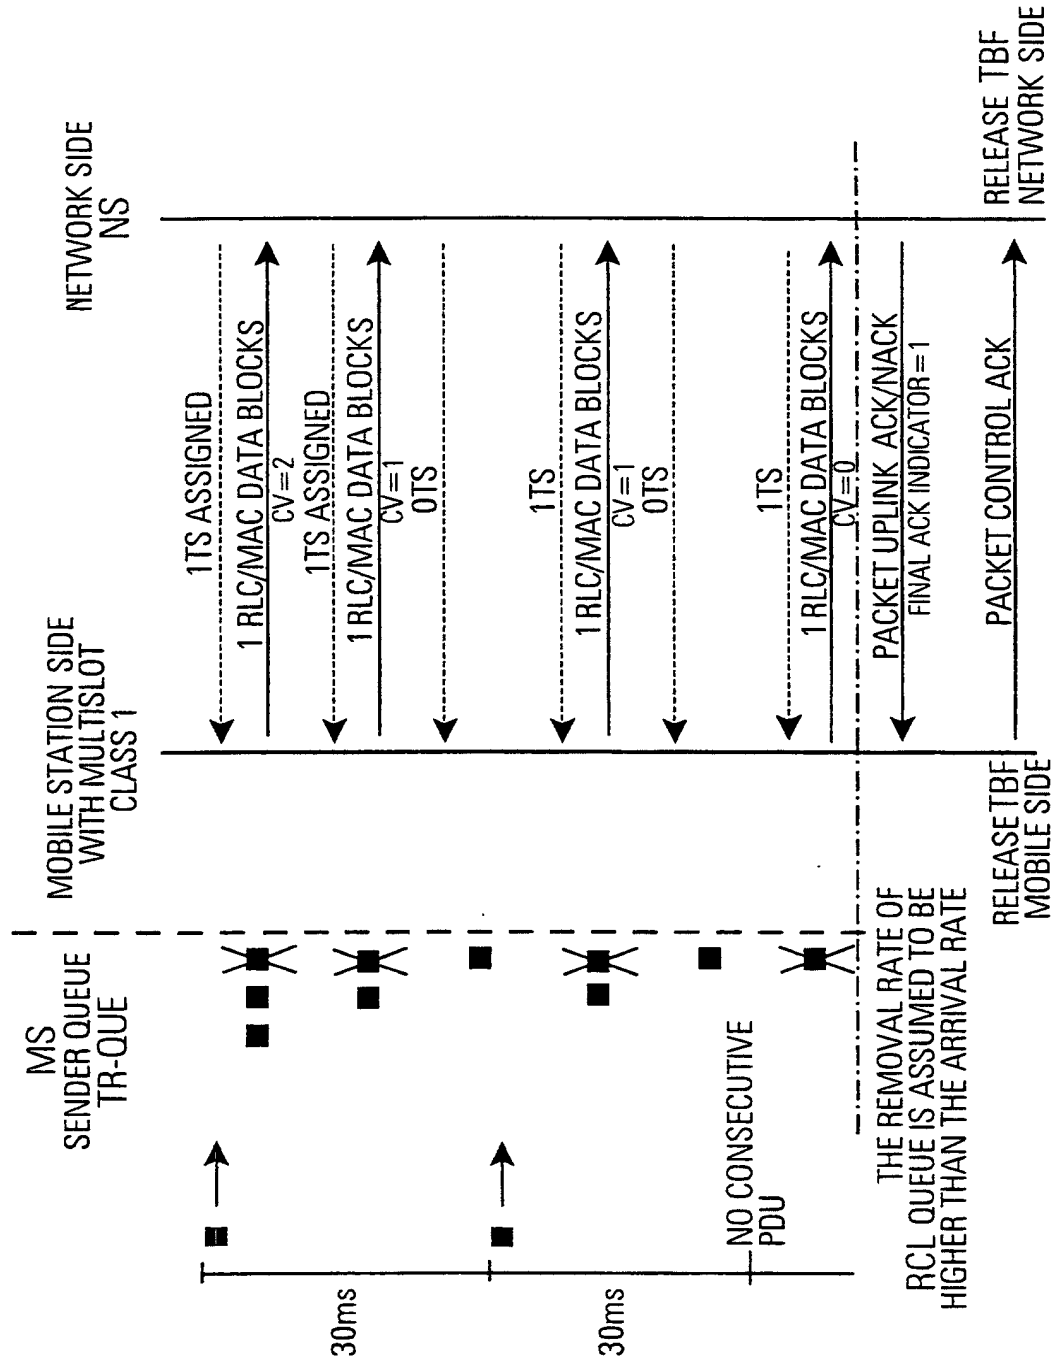 MS
SENDER QUEUE
TR-QUE
MOBILE STATION SIDE
WITH MULTISLOT
CLASS 1
NETWORK SIDE
NS
30ms
30ms
NO CONSECUTIVE
PDU
1TS ASSIGNED
1 RLC/MAC DATA BLOCKS
CV=2
1TS ASSIGNED
1 RLC/MAC DATA BLOCKS
CV=1
0TS
1TS
1 RLC/MAC DATA BLOCKS
CV=1
0TS
1TS
1 RLC/MAC DATA BLOCKS
CV=0
PACKET UPLINK ACK/NACK
FINAL ACK INDICATOR=1
PACKET CONTROL ACK
THE REMOVAL RATE OF
RCL QUEUE IS ASSUMED TO BE
HIGHER THAN THE ARRIVAL RATE
RELEASE TBF
MOBILE SIDE
RELEASE TBF
NETWORK SIDE